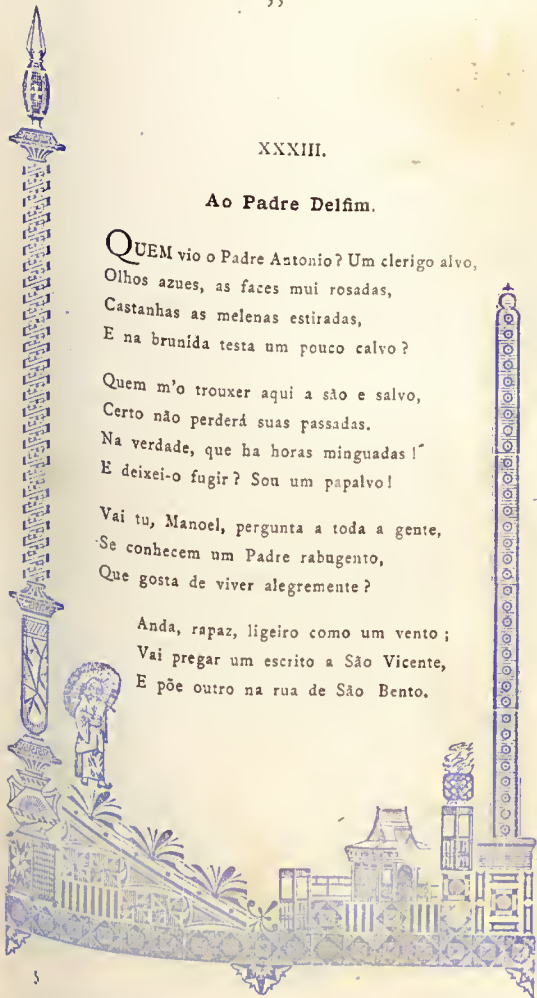 XXXIII.
Ao Padre Delfim.
QUEM vio o Padre Antonio? Um clerigo alvo,
Olhos azues, as faces mui rosadas,
Castanhas as melenas estiradas,
E na brunida testa um pouco calvo?
Quem m'o trouxer aqui a são e salvo,
Certo não perderá suas passadas.
Na verdade, que ha horas minguadas!
E deixei-o fugir? Sou um papalvo!
Vai tu, Manoel, pergunta a toda a gente,
Se conhecem um Padre rabugento,
Que gosta de viver alegremente?
Anda, rapaz, ligeiro como um vento;
Vai pregar um escrito a São Vicente,
E põe outro na rua de São Bento.